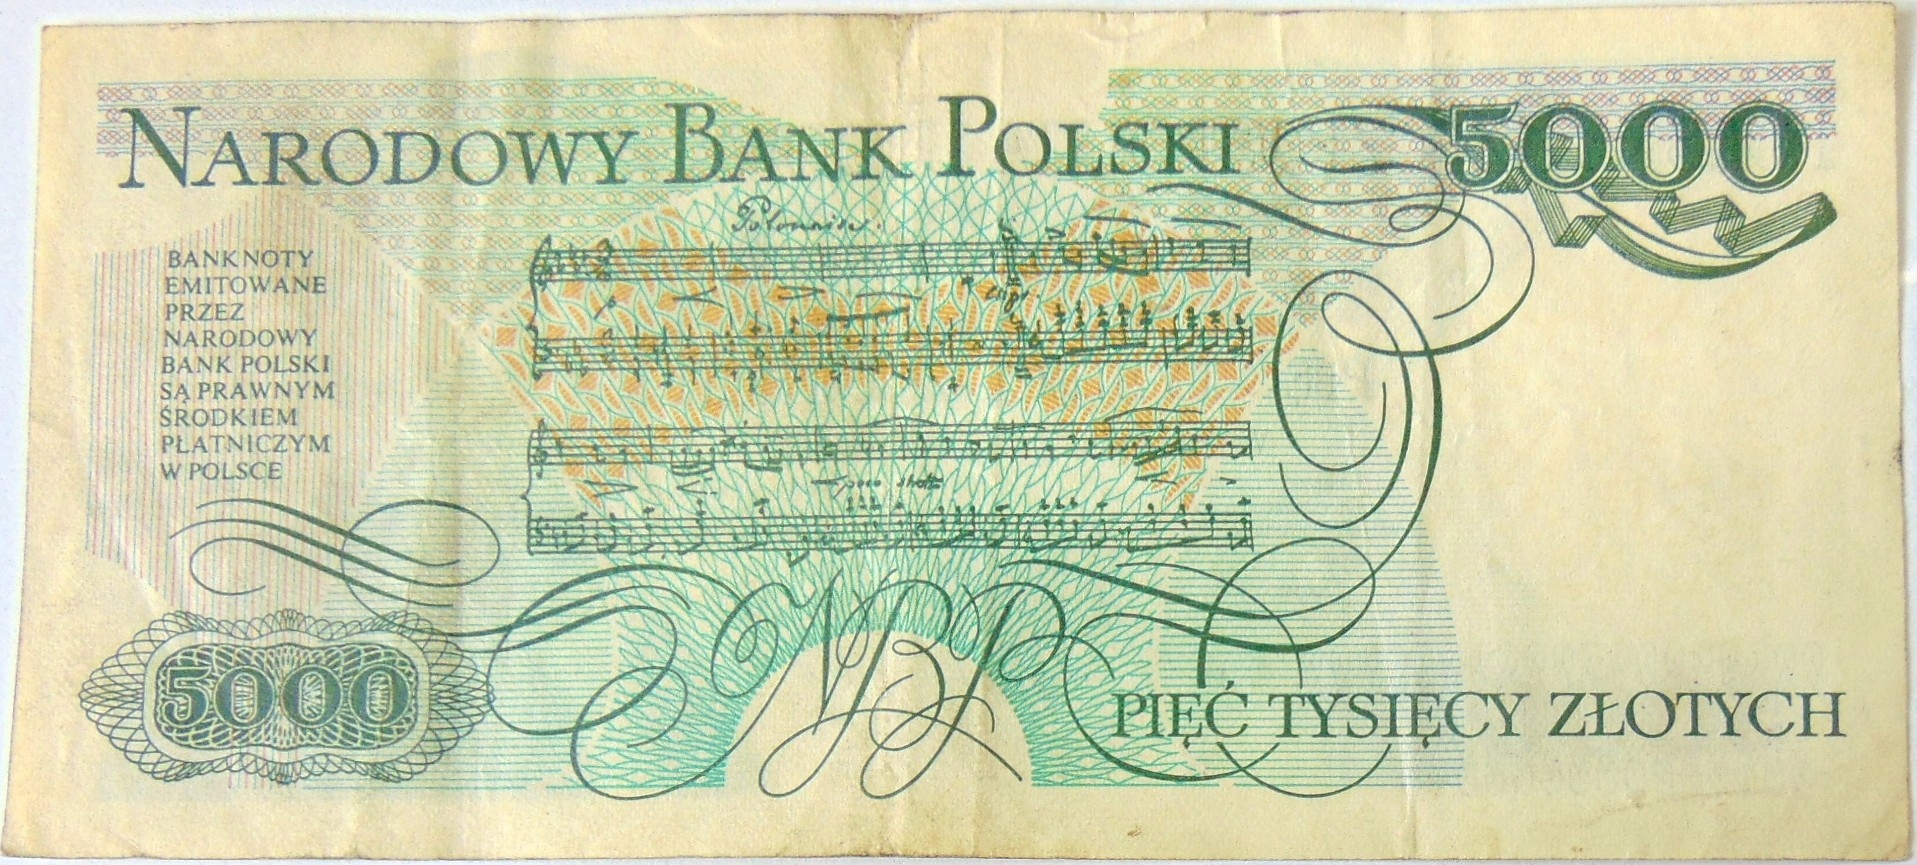 NARODOWY BANK POLSKI
5000
Polonaise.
BANKNOTY
EMITOWANE
PRZEZ
NARODOWY
BANK POLSKI
SĄ PRAWNYM
ŚRODKIEM
PŁATNICZYM
W POLSCE
poco
NBP
5000
PIĘĆ TYSIĘCY ZŁOTYCH